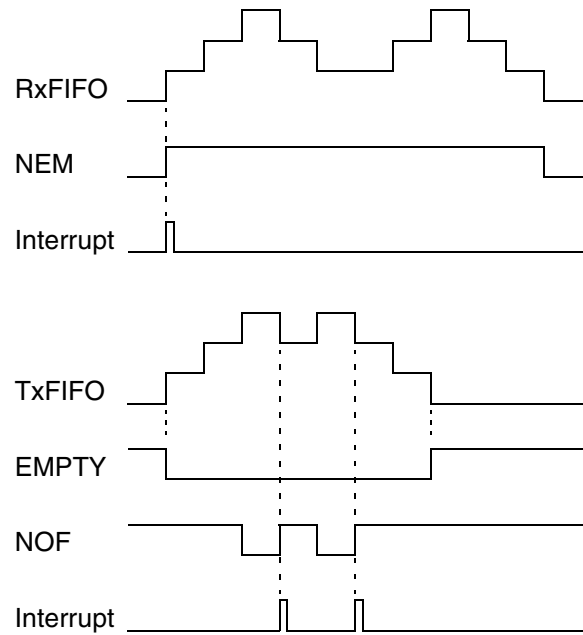 RxFIFO
NEM
Interrupt
TxFIFO
EMPTY
NOF
Interrupt